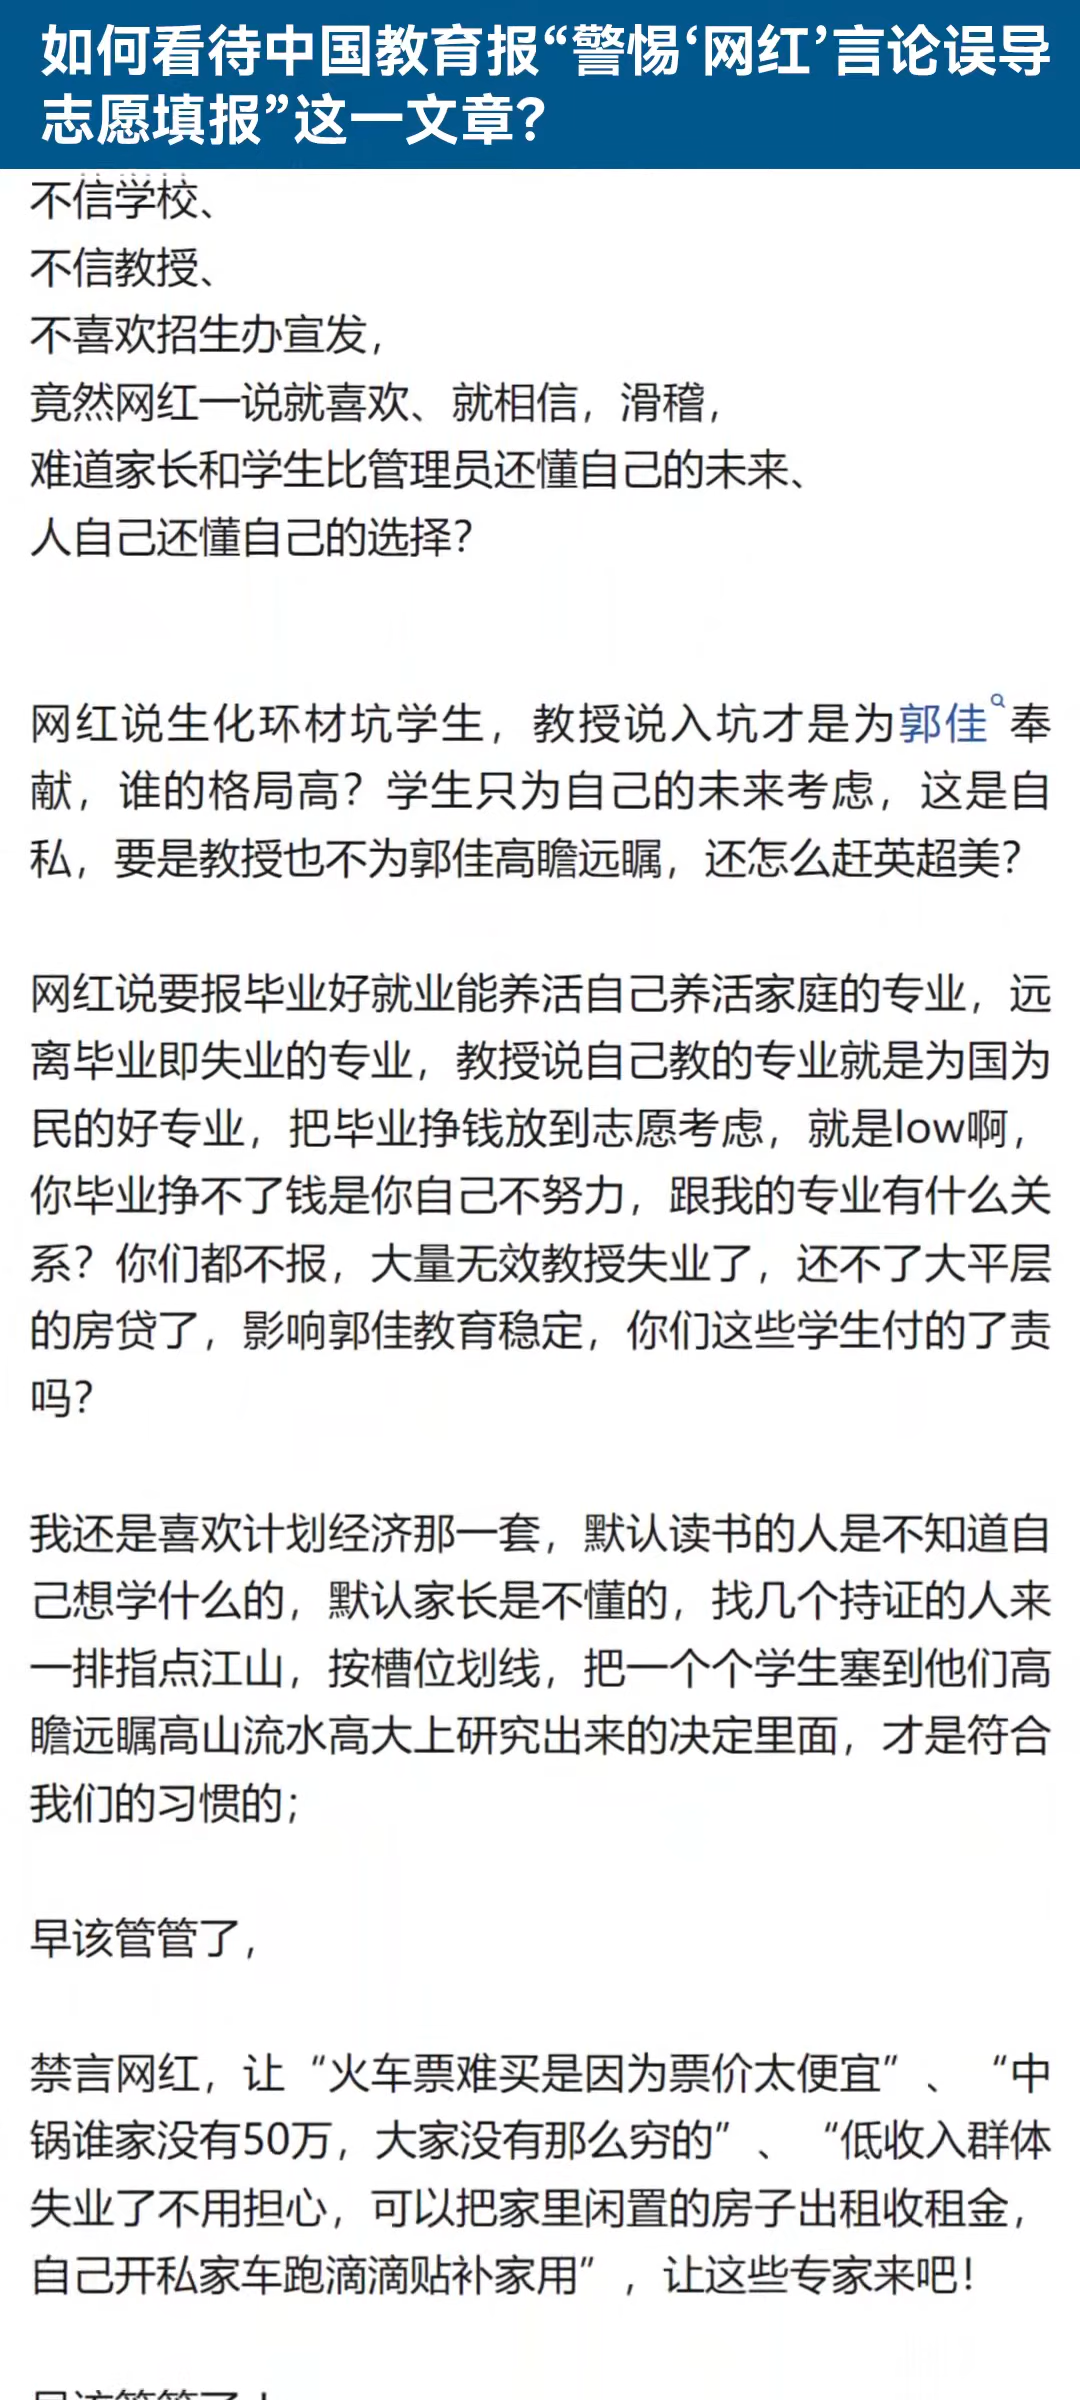 如何看待中国教育报“警惕‘网红’言论误导
志愿填报”这一文章？
不信学校、
不信教授、
不喜欢招生办宣发，
竟然网红一说就喜欢、就相信，滑稽，
难道家长和学生比管理员还懂自己的未来、
人自己还懂自己的选择？
网红说生化环材坑学生，教授说入坑才是为郭佳奉
献，谁的格局高？学生只为自己的未来考虑，这是自
私，要是教授也不为郭佳高瞻远瞩，还怎么赶英超美？
网红说要报毕业好就业能养活自己养活家庭的专业，远
离毕业即失业的专业，教授说自己教的专业就是为国为
民的好专业，把毕业挣钱放到志愿考虑，就是low啊，
你毕业挣不了钱是你自己不努力，跟我的专业有什么关
系？你们都不报，大量无效教授失业了，还不了大平层
的房贷了，影响郭佳教育稳定，你们这些学生付的了责
吗？
我还是喜欢计划经济那一套，默认读书的人是不知道自
己想学什么的，默认家长是不懂的，找几个持证的人来
一排指点江山，按槽位划线，把一个个学生塞到他们高
瞻远瞩高山流水高大上研究出来的决定里面，才是符合
我们的习惯的；
早该管管了，
禁言网红，让“火车票难买是因为票价太便宜”、“中
锅谁家没有50万，大家没有那么穷的”、“低收入群体
失业了不用担心，可以把家里闲置的房子出租收租金，
自己开私家车跑滴滴贴补家用”，让这些专家来吧！